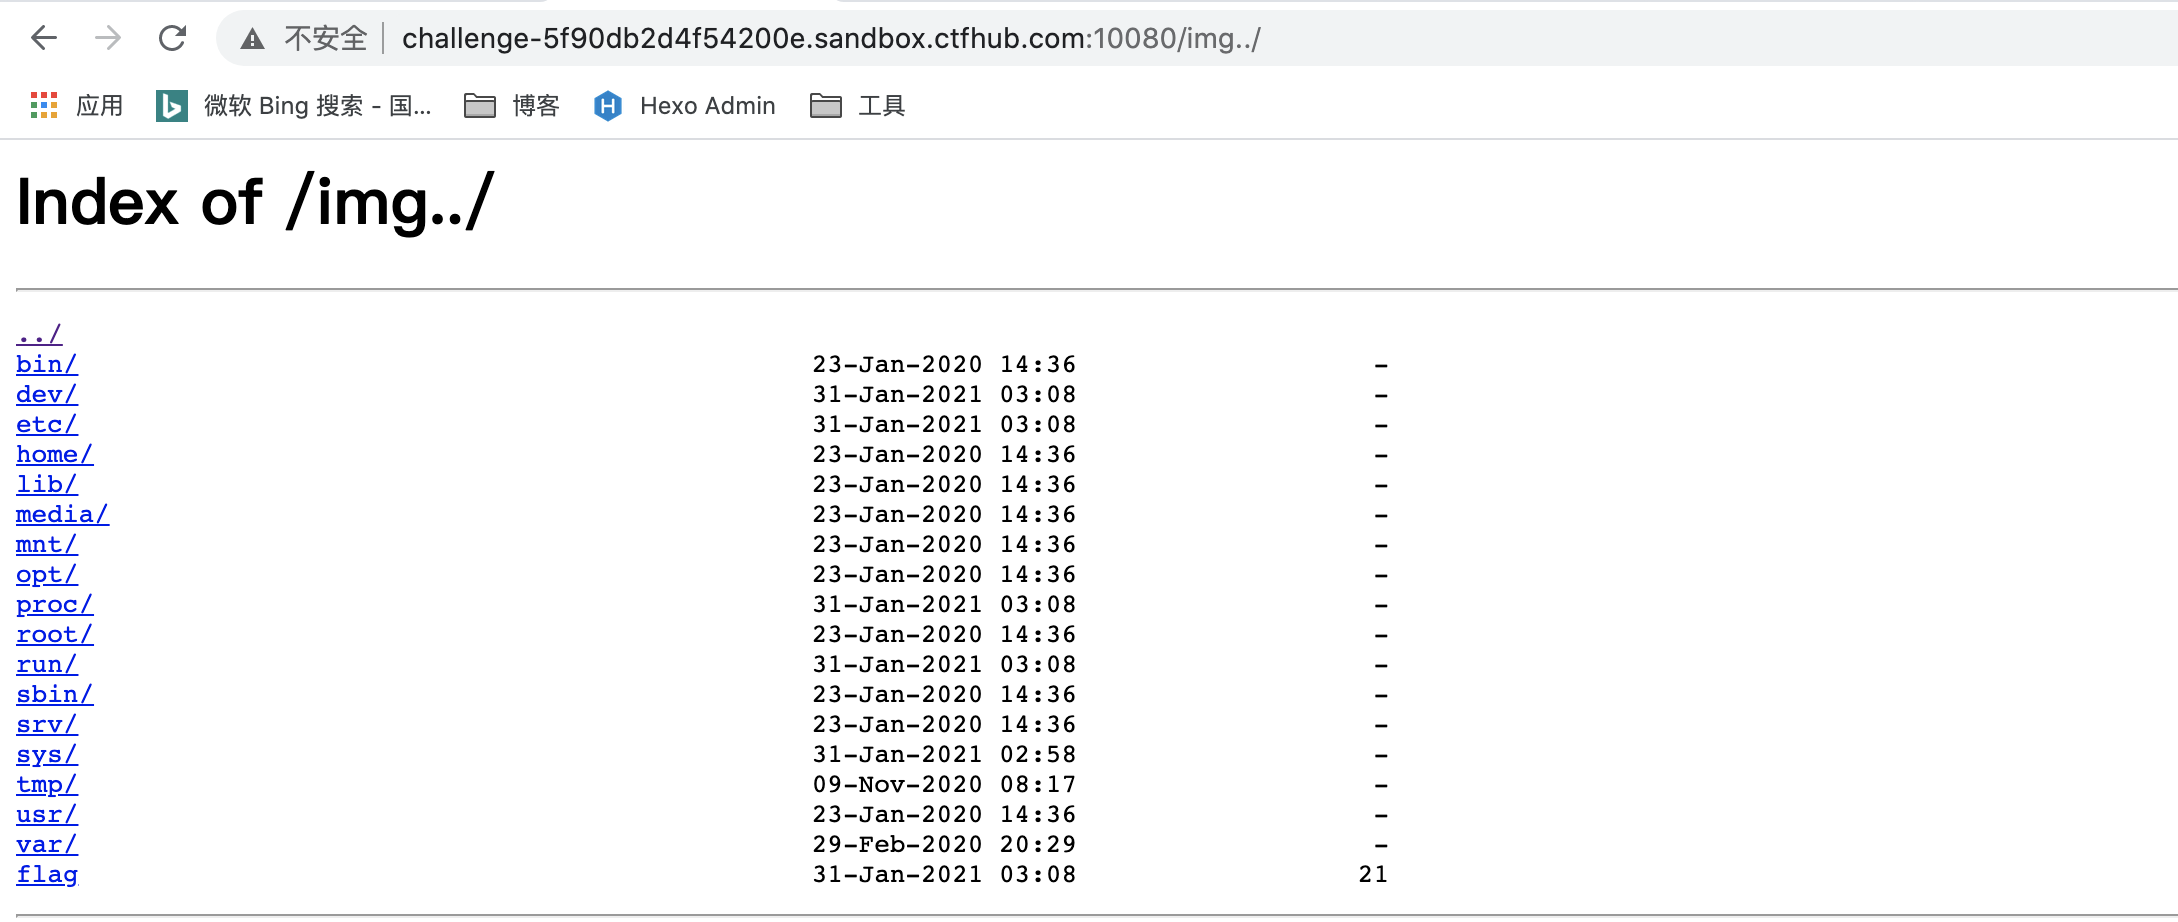 不安全 challenge-5f90db2d4f54200e.sandbox.ctfhub.com:10080/img../
应用 微软 Bing 搜索 - 国... 博客 Hexo Admin 工具
Index of /img../
../
bin/ 23-Jan-2020 14:36 -
dev/ 31-Jan-2021 03:08 -
etc/ 31-Jan-2021 03:08 -
home/ 23-Jan-2020 14:36 -
lib/ 23-Jan-2020 14:36 -
media/ 23-Jan-2020 14:36 -
mnt/ 23-Jan-2020 14:36 -
opt/ 23-Jan-2020 14:36 -
proc/ 31-Jan-2021 03:08 -
root/ 23-Jan-2020 14:36 -
run/ 31-Jan-2021 03:08 -
sbin/ 23-Jan-2020 14:36 -
srv/ 23-Jan-2020 14:36 -
sys/ 31-Jan-2021 02:58 -
tmp/ 09-Nov-2020 08:17 -
usr/ 23-Jan-2020 14:36 -
var/ 29-Feb-2020 20:29 -
flag 31-Jan-2021 03:08 21